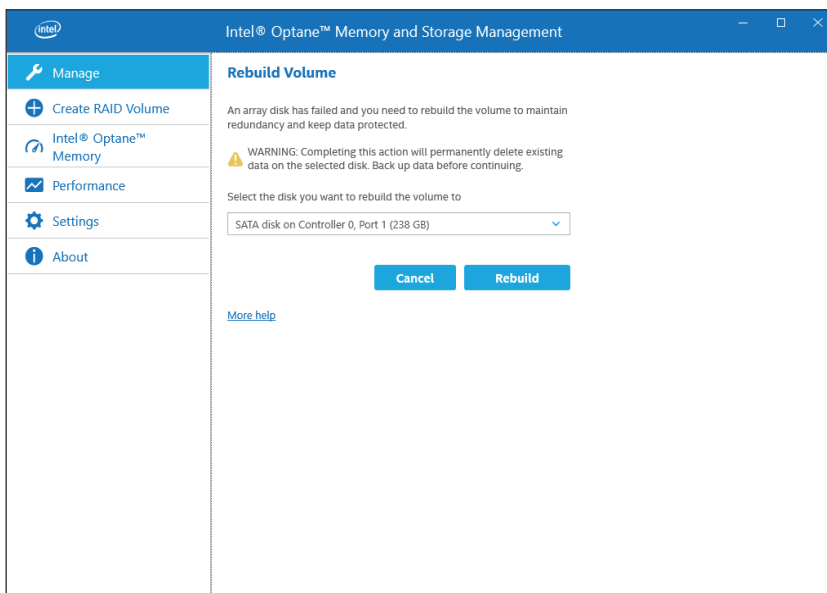 intel
Intel® Optane™ Memory and Storage Management
Manage
Create RAID Volume
Intel® Optane™
Memory
Performance
Settings
About
Rebuild Volume
An array disk has failed and you need to rebuild the volume to maintain
redundancy and keep data protected.
WARNING: Completing this action will permanently delete existing
data on the selected disk. Back up data before continuing.
Select the disk you want to rebuild the volume to
SATA disk on Controller 0, Port 1 (238 GB)
Cancel
Rebuild
More help